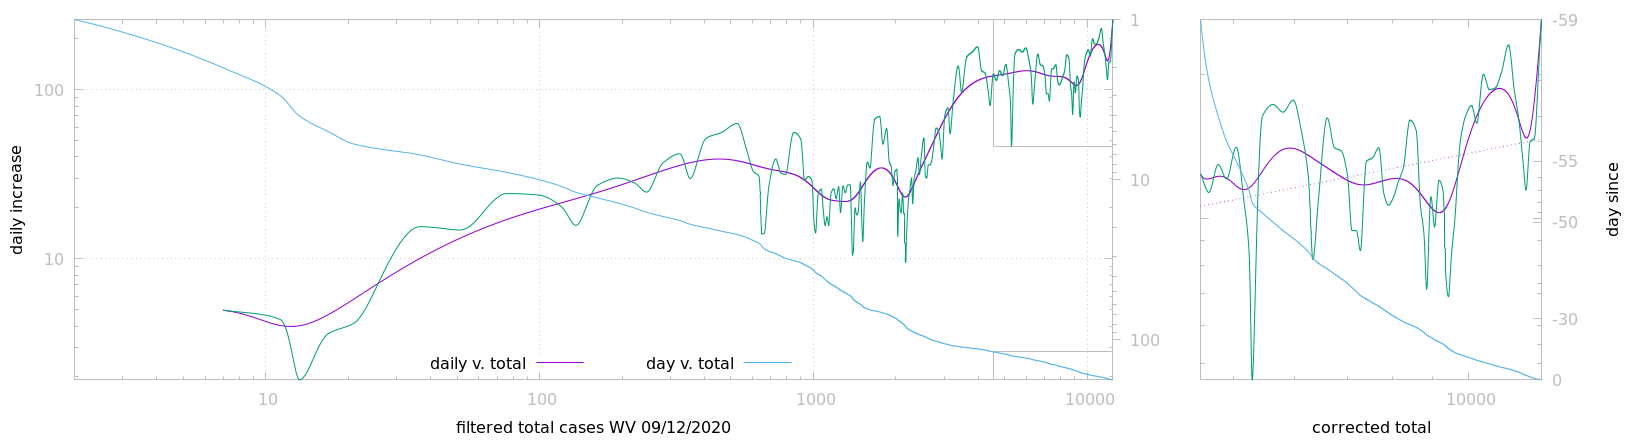 daily increase
100
10
daily v. total
day v. total
10
100
1000
10000
filtered total cases WV 09/12/2020
1
10
100
-59
-55
-50
-30
0
day since
10000
corrected total